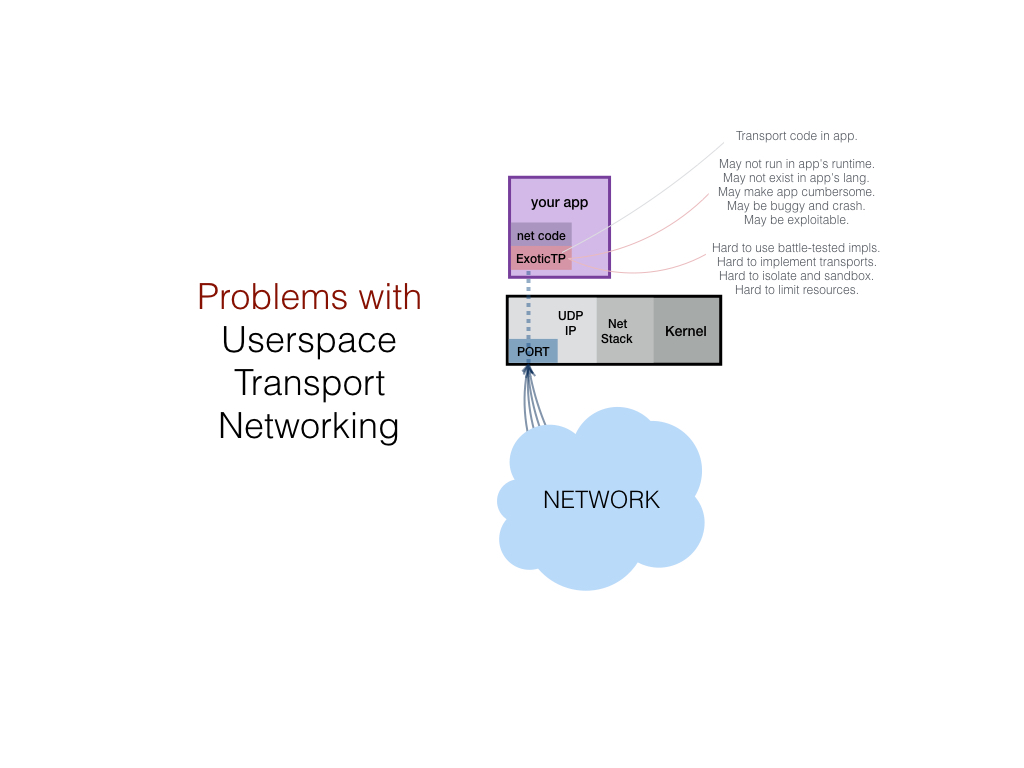 Problems with
Userspace
Transport
Networking
Transport code in app.
May not run in app's runtime.
May not exist in app's lang.
May make app cumbersome.
May be buggy and crash.
May be exploitable.
Hard to use battle-tested impls.
Hard to implement transports.
Hard to isolate and sandbox.
Hard to limit resources.
your app
net code
ExoticTP
UDP
IP
PORT
Net
Stack
Kernel
NETWORK